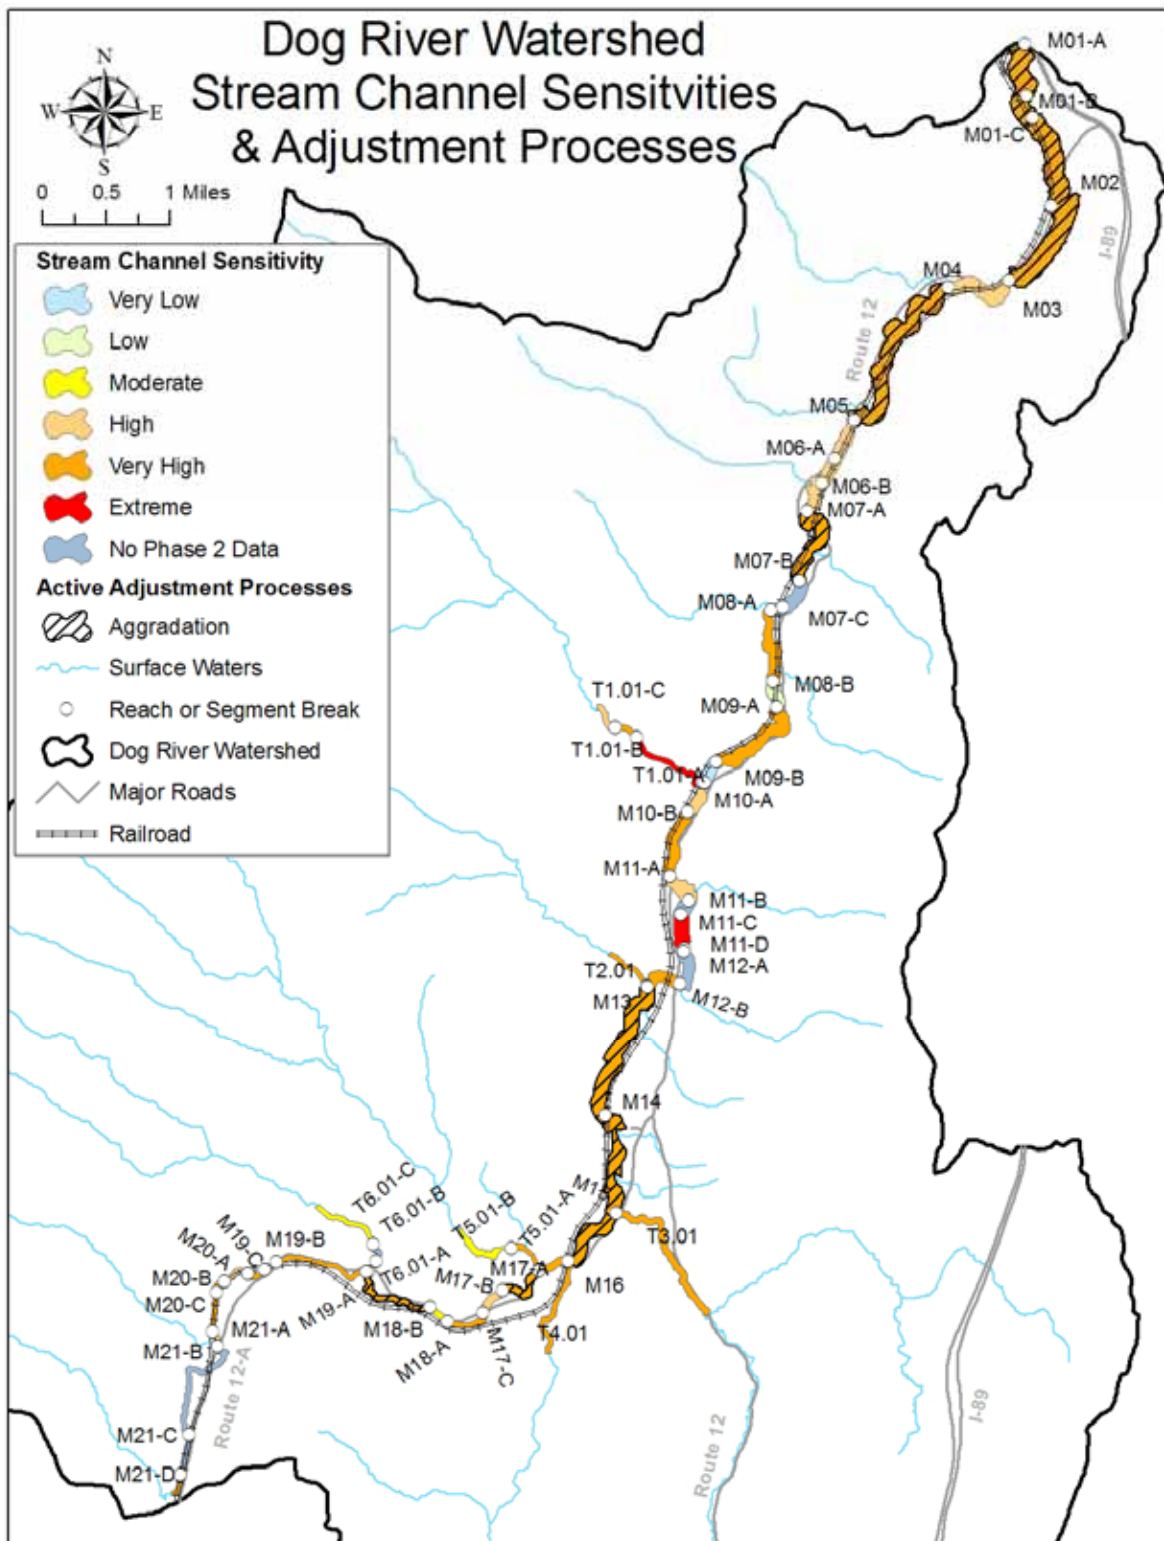 Dog River Watershed
Stream Channel Sensitvities
& Adjustment Processes
N
W
E
S
0 0.5 1 Miles
Stream Channel Sensitivity
Very Low
Low
Moderate
High
Very High
Extreme
No Phase 2 Data
Active Adjustment Processes
Aggradation
Surface Waters
Reach or Segment Break
Dog River Watershed
Major Roads
Railroad
M01-A
M01-B
M01-C
M02
I-89
M04
M03
Route 12
M05
M06-A
M06-B
M07-A
M07-B
M08-A
M07-C
T1.01-C
M08-B
M09-A
T1.01-B
T1.01-A
M09-B
M10-A
M10-B
M11-A
M11-B
M11-C
M11-D
M12-A
T2.01
M13
M12-B
M14
T6.01-C
T6.01-B
T5.01-B
T5.01-A
T3.01
M19-B
M19-C
M20-A
T6.01-A
M17-A
M16
M20-B
M17-B
M20-C
M19-A
M18-B
T4.01
M21-A
M18-A
M17-C
M21-B
Route 12-A
M21-C
I-89
M21-D
Route 12